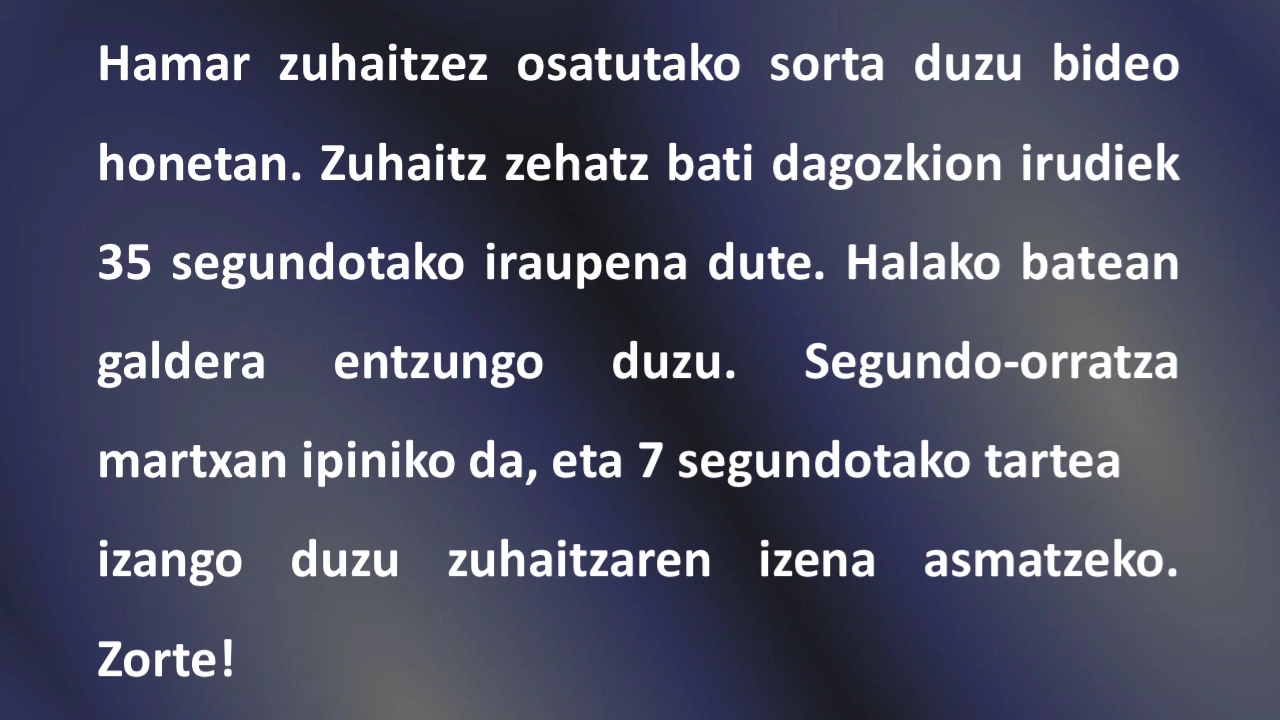 Hamar zuhaitzez osatutako sorta duzu bideo
honetan. Zuhaitz zehatz bati dagozkion irudiek
35 segundotako iraupena dute. Halako batean
galdera entzungo duzu. Segundo-orratza
martxan ipiniko da, eta 7 segundotako tartea
izango duzu zuhaitzaren izena asmatzeko.
Zorte!